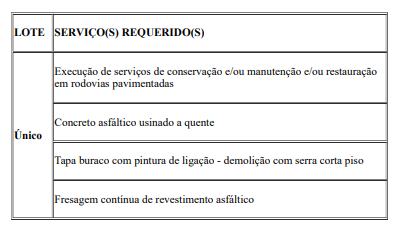 LOTE SERVIÇO(S) REQUERIDO(S)
Execução de serviços de conservação e/ou manutenção e/ou restauração
em rodovias pavimentadas
Concreto asfáltico usinado a quente
Único
Tapa buraco com pintura de ligação - demolição com serra corta piso
Fresagem contínua de revestimento asfáltico